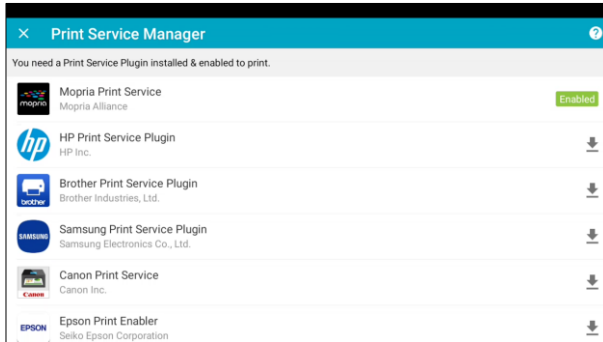 × Print Service Manager ?
You need a Print Service Plugin installed & enabled to print.
mopria
Mopria Print Service
Mopria Alliance
Enabled
hp
HP Print Service Plugin
HP Inc.
brother
Brother Print Service Plugin
Brother Industries, Ltd.
SAMSUNG
Samsung Print Service Plugin
Samsung Electronics Co., Ltd.
Canon
Canon Print Service
Canon Inc.
EPSON
Epson Print Enabler
Seiko Epson Corporation